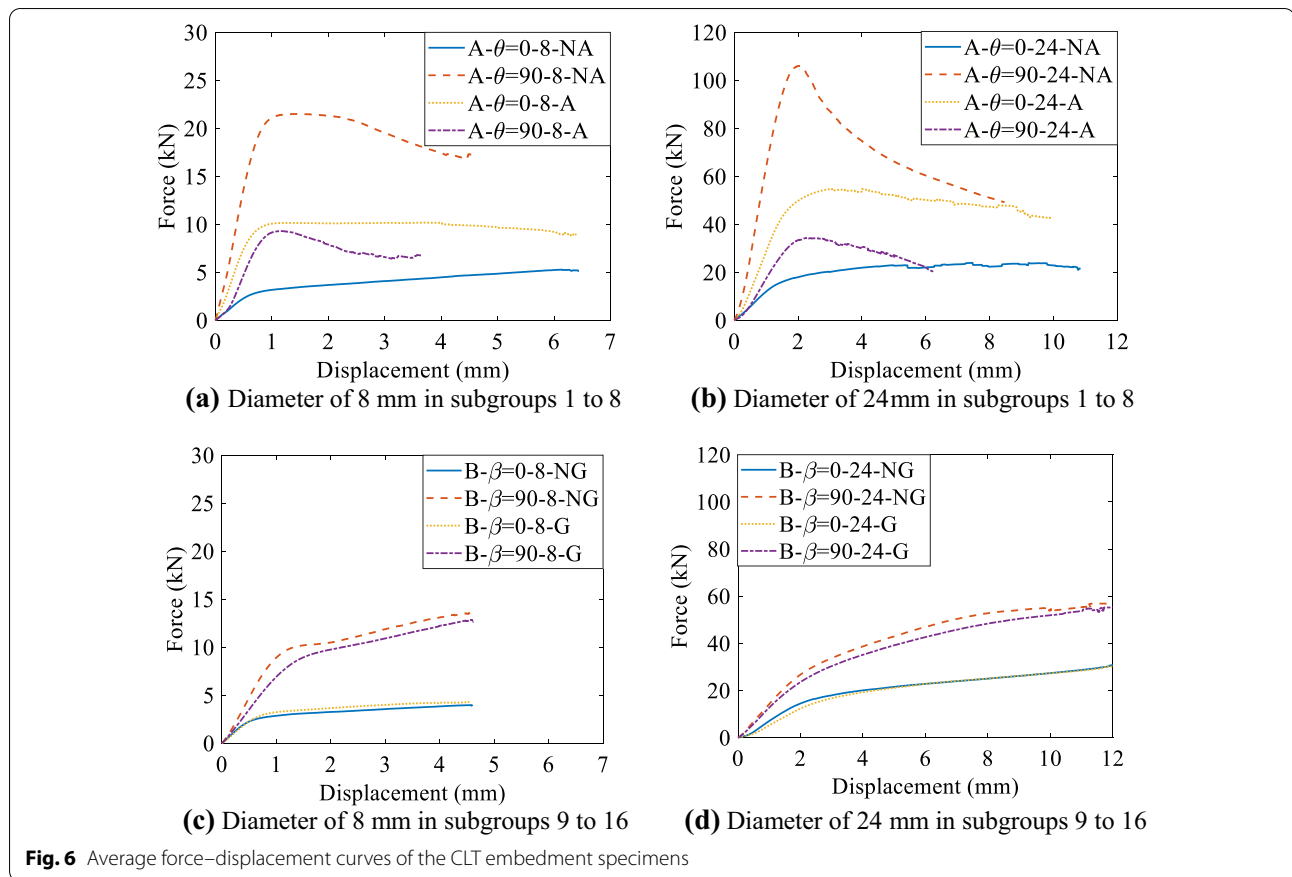 30
25
20
15
10
5
0
Force (kN)
A-θ=0-8-NA
A-θ=90-8-NA
A-θ=0-8-A
A-θ=90-8-A
0 1 2 3 4 5 6 7
Displacement (mm)
(a) Diameter of 8 mm in subgroups 1 to 8
120
100
80
60
40
20
0
Force (kN)
A-θ=0-24-NA
A-θ=90-24-NA
A-θ=0-24-A
A-θ=90-24-A
0 2 4 6 8 10 12
Displacement (mm)
(b) Diameter of 24mm in subgroups 1 to 8
30
25
20
15
10
5
0
Force (kN)
B-β=0-8-NG
B-β=90-8-NG
B-β=0-8-G
B-β=90-8-G
0 1 2 3 4 5 6 7
Displacement (mm)
(c) Diameter of 8 mm in subgroups 9 to 16
120
100
80
60
40
20
0
Force (kN)
B-β=0-24-NG
B-β=90-24-NG
B-β=0-24-G
B-β=90-24-G
0 2 4 6 8 10 12
Displacement (mm)
(d) Diameter of 24 mm in subgroups 9 to 16
Fig. 6 Average force–displacement curves of the CLT embedment specimens